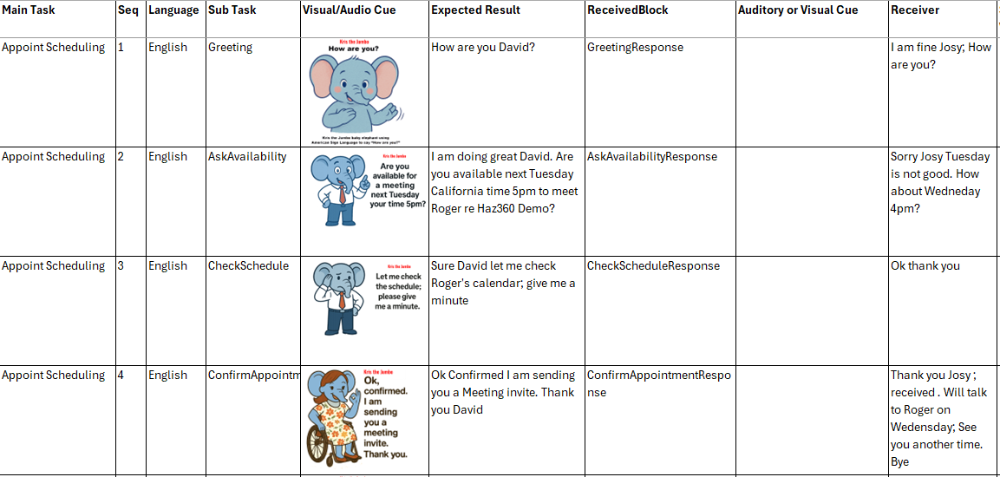 Main Task Seq Language Sub Task Visual/Audio Cue Expected Result ReceivedBlock Auditory or Visual Cue Receiver
Appoint Scheduling 1 English Greeting
Kris the Jambo
How are you?
Kris the Jambo baby elephant using
American Sign Language to say "How are you?"
How are you David?
GreetingResponse
I am fine Josy; How
are you?
Appoint Scheduling 2 English AskAvailability
Kris the Jambo
Are you
available for
a meeting
next Tuesday
your time 5pm?
I am doing great David. Are
you available next Tuesday
California time 5pm to meet
Roger re Haz360 Demo?
AskAvailabilityResponse
Sorry Josy Tuesday
is not good. How
about Wedneday
4pm?
Appoint Scheduling 3 English CheckSchedule
Kris the Jambo
Let me check
the schedule;
please give
me a minute.
Sure David let me check
Roger's calendar; give me a
minute
CheckScheduleResponse
Ok thank you
Appoint Scheduling 4 English ConfirmAppointm
Kris the Jambo
Ok,
confirmed.
I am
sending
you a
meeting
invite.
Thank you.
Ok Confirmed I am sending
you a Meeting invite. Thank
you David
ConfirmAppointmentRespo
nse
Thank you Josy ;
received . Will talk
to Roger on
Wedensday; See
you another time.
Bye